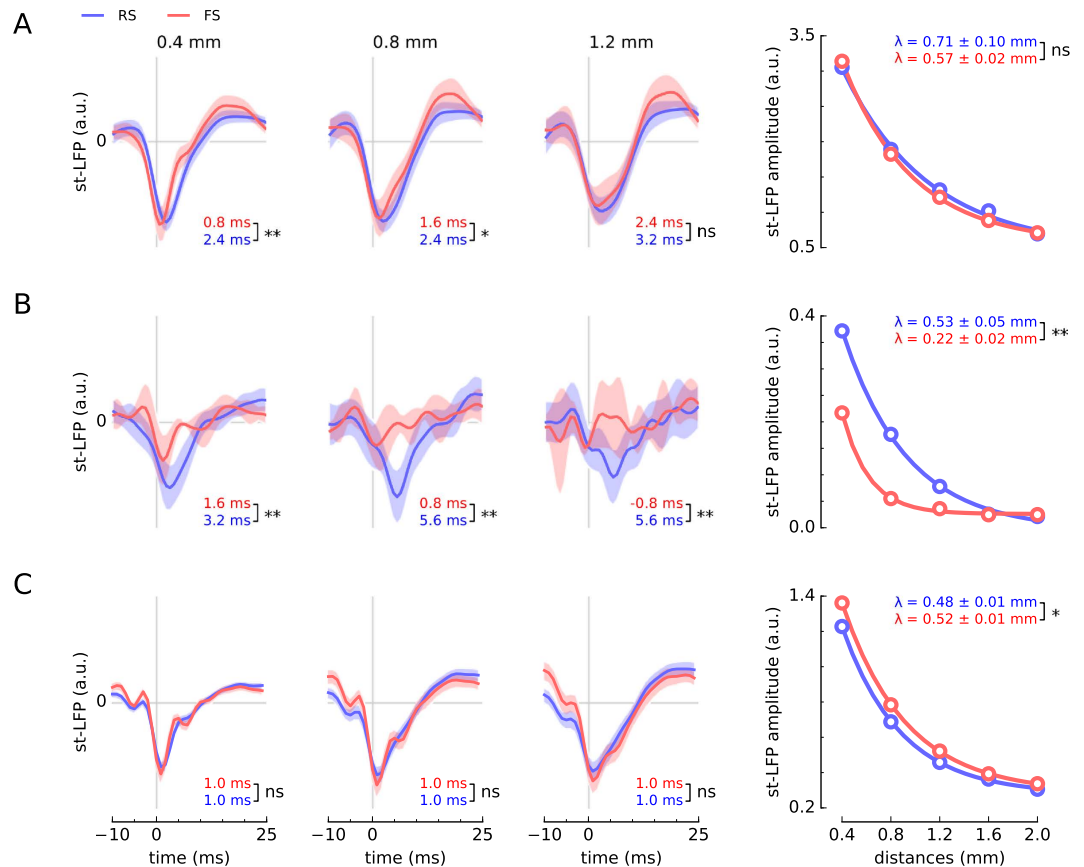 RS FS
A
0.4 mm 0.8 mm 1.2 mm
st-LFP (a.u.)
0
0.8 ms
2.4 ms
**
1.6 ms
2.4 ms
*
2.4 ms
3.2 ms
ns
st-LFP amplitude (a.u.)
3.5
0.5
λ = 0.71 ± 0.10 mm
λ = 0.57 ± 0.02 mm
ns
B
st-LFP (a.u.)
0
1.6 ms
3.2 ms
**
0.8 ms
5.6 ms
**
-0.8 ms
5.6 ms
**
st-LFP amplitude (a.u.)
0.4
0.0
λ = 0.53 ± 0.05 mm
λ = 0.22 ± 0.02 mm
**
C
st-LFP (a.u.)
0
1.0 ms
1.0 ms
ns
1.0 ms
1.0 ms
ns
1.0 ms
1.0 ms
ns
st-LFP amplitude (a.u.)
1.4
0.2
λ = 0.48 ± 0.01 mm
λ = 0.52 ± 0.01 mm
*
−10 0 25
time (ms)
−10 0 25
time (ms)
−10 0 25
time (ms)
0.4 0.8 1.2 1.6 2.0
distances (mm)